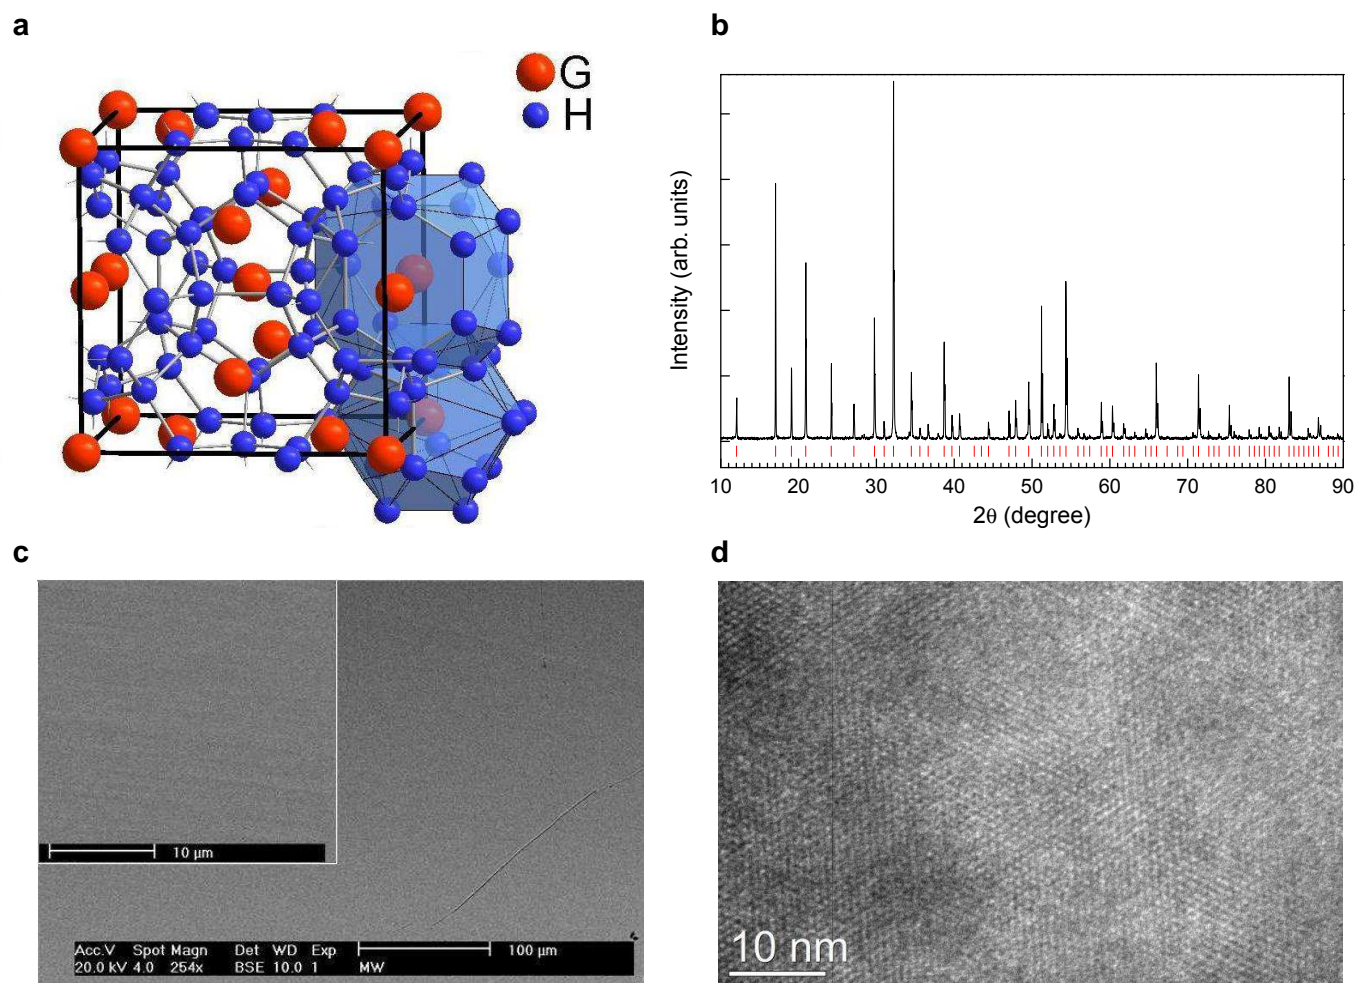 a
G
H
b
Intensity (arb. units)
10 20 30 40 50 60 70 80 90
2θ (degree)
c
10 µm
Acc.V Spot Magn Det WD Exp 100 µm
20.0 kV 4.0 254x BSE 10.0 1 MW
d
10 nm